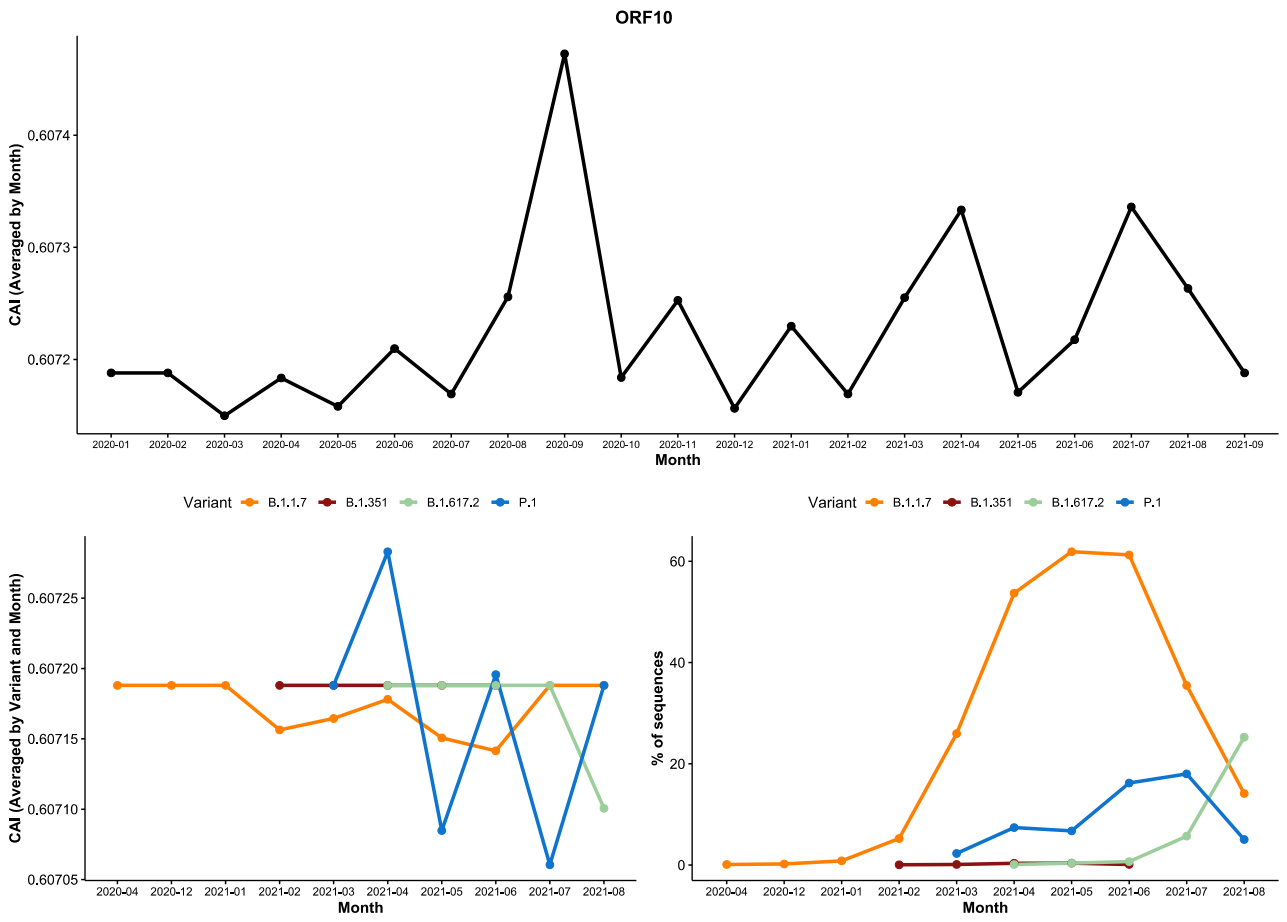 ORF10
CAI (Averaged by Month)
0.6074
0.6073
0.6072
2020-01 2020-02 2020-03 2020-04 2020-05 2020-06 2020-07 2020-08 2020-09 2020-10 2020-11 2020-12 2021-01 2021-02 2021-03 2021-04 2021-05 2021-06 2021-07 2021-08 2021-09
Month
Variant B.1.1.7 B.1.351 B.1.617.2 P.1
CAI (Averaged by Variant and Month)
0.60725
0.60720
0.60715
0.60710
0.60705
2020-04 2020-12 2021-01 2021-02 2021-03 2021-04 2021-05 2021-06 2021-07 2021-08
Month
Variant B.1.1.7 B.1.351 B.1.617.2 P.1
% of sequences
60
40
20
0
2020-04 2020-12 2021-01 2021-02 2021-03 2021-04 2021-05 2021-06 2021-07 2021-08
Month